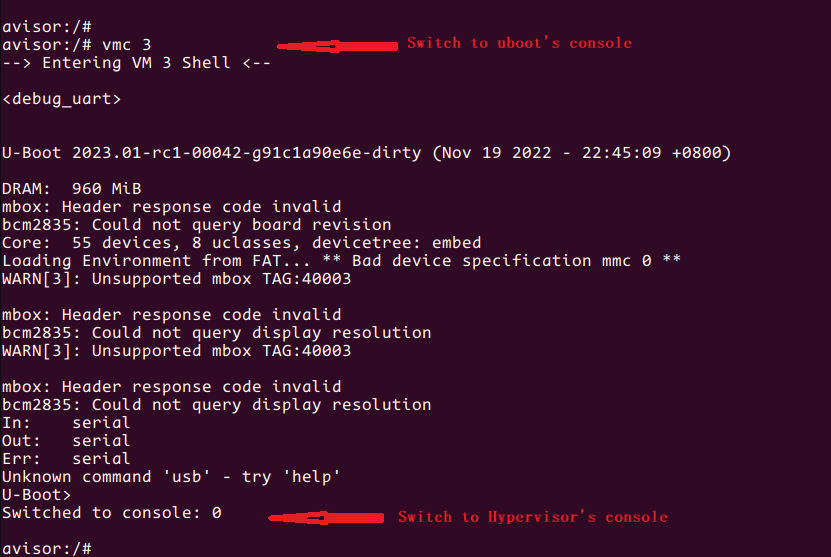 avisor:/#
avisor:/# vmc 3
Switch to uboot's console
--> Entering VM 3 Shell <--
<debug_uart>
U-Boot 2023.01-rc1-00042-g91c1a90e6e-dirty (Nov 19 2022 - 22:45:09 +0800)
DRAM:  960 MiB
mbox: Header response code invalid
bcm2835: Could not query board revision
Core:  55 devices, 8 uclasses, devicetree: embed
Loading Environment from FAT... ** Bad device specification mmc 0 **
WARN[3]: Unsupported mbox TAG:40003
mbox: Header response code invalid
bcm2835: Could not query display resolution
WARN[3]: Unsupported mbox TAG:40003
mbox: Header response code invalid
bcm2835: Could not query display resolution
In:    serial
Out:   serial
Err:   serial
Unknown command 'usb' - try 'help'
U-Boot>
Switched to console: 0
Switch to Hypervisor's console
avisor:/#